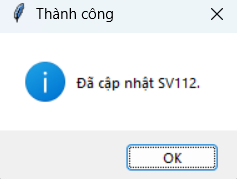 Thành công
Đã cập nhật SV112.
OK